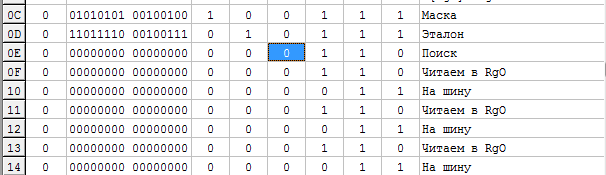 0C 0 01010101 00100100 1 0 0 1 1 1 Маска
0D 0 11011110 00100111 0 1 0 1 1 1 Эталон
0E 0 00000000 00000000 0 0 0 1 1 0 Поиск
0F 0 00000000 00000000 0 0 0 1 1 0 Читаем в RgO
10 0 00000000 00000000 0 0 0 0 1 1 На шину
11 0 00000000 00000000 0 0 0 1 1 0 Читаем в RgO
12 0 00000000 00000000 0 0 0 0 1 1 На шину
13 0 00000000 00000000 0 0 0 1 1 0 Читаем в RgO
14 0 00000000 00000000 0 0 0 0 1 1 На шину